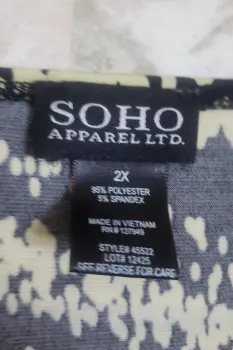 SOHO
APPAREL LTD.
2X
95% POLYESTER
5% SPANDEX
MADE IN VIETNAM
RN# 127949
STYLE# 45522
LOT# 12425
SEE REVERSE FOR CARE